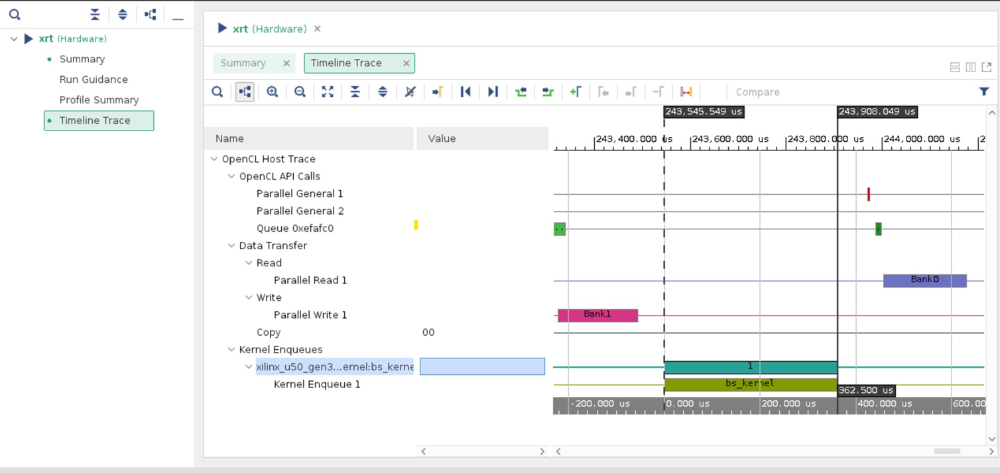 xrt (Hardware)
Summary
Run Guidance
Profile Summary
Timeline Trace
xrt (Hardware)
Summary
Timeline Trace
Compare
243,545.549 us 243,908.049 us
Name Value
243,400.000 us 243,600.000 us 243,800.000 us 244,000.000 us 2
OpenCL Host Trace
OpenCL API Calls
Parallel General 1
Parallel General 2
Queue 0xefafc0
Data Transfer
Read
Parallel Read 1 Bank0
Write
Parallel Write 1 Bank1
Copy 00
Kernel Enqueues
xilinx_u50_gen3...ernel:bs_kerne 1
Kernel Enqueue 1 bs_kernel
362.500 us
-200.000 us 0.000 us 200.000 us 400.000 us 600.00